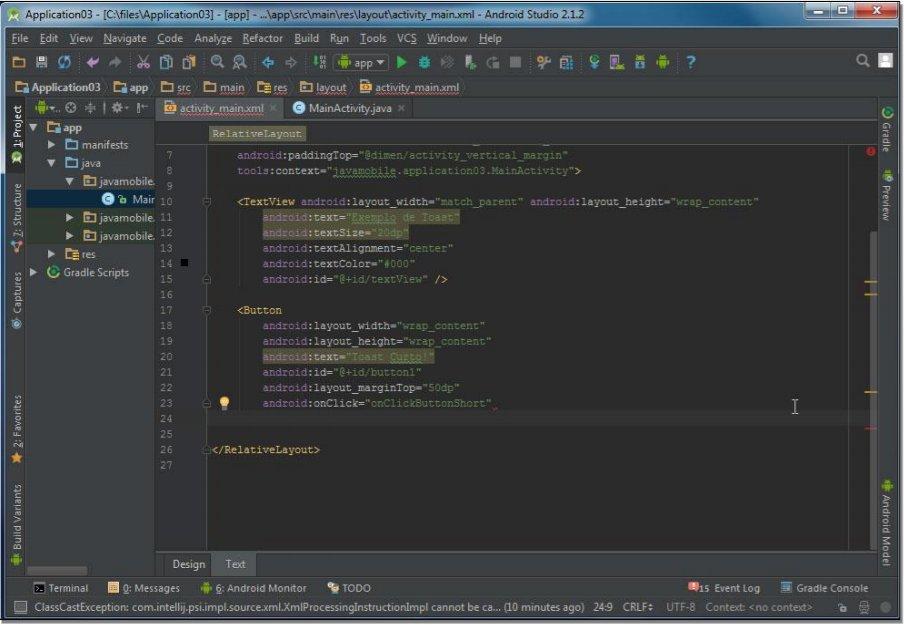 Application03 - [C:\files\Application03] - [app] - ...\app\src\main\res\layout\activity_main.xml - Android Studio 2.1.2
File Edit View Navigate Code Analyze Refactor Build Run Tools VCS Window Help
app
Application03 app src main res layout activity_main.xml
activity_main.xml MainActivity.java
RelativeLayout
1: Project
7: Structure
Captures
2: Favorites
Build Variants
app
manifests
java
javamobile.
Mair
javamobile.
javamobile.
res
Gradle Scripts
7 android:paddingTop="@dimen/activity_vertical_margin"
8 tools:context="javamobile.application03.MainActivity">
9
10 <TextView android:layout_width="match_parent" android:layout_height="wrap_content"
11 android:text="Exemplo de Toast"
12 android:textSize="20dp"
13 android:textAlignment="center"
14 android:textColor="#000"
15 android:id="@+id/textView" />
16
17 <Button
18 android:layout_width="wrap_content"
19 android:layout_height="wrap_content"
20 android:text="Toast Curto!"
21 android:id="@+id/button1"
22 android:layout_marginTop="50dp"
23 android:onClick="onClickButtonShort"
24
25
26 </RelativeLayout>
27
Gradle
Preview
Android Model
Design Text
Terminal 0: Messages 6: Android Monitor TODO 15 Event Log Gradle Console
ClassCastException: com.intellij.psi.impl.source.xml.XmlProcessingInstructionImpl cannot be ca... (10 minutes ago) 24:9 CRLF UTF-8 Context: <no context>